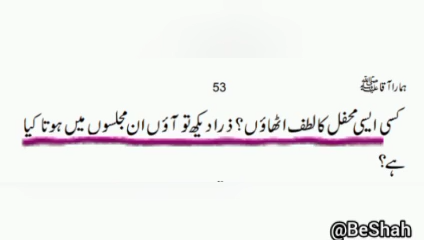 ہمارا آقا ﷺ 53
کسی ایسی محفل کا لطف اٹھاؤں؟ ذرا دیکھ تو آؤں ان مجلسوں میں ہوتا کیا
ہے؟
@BeShah